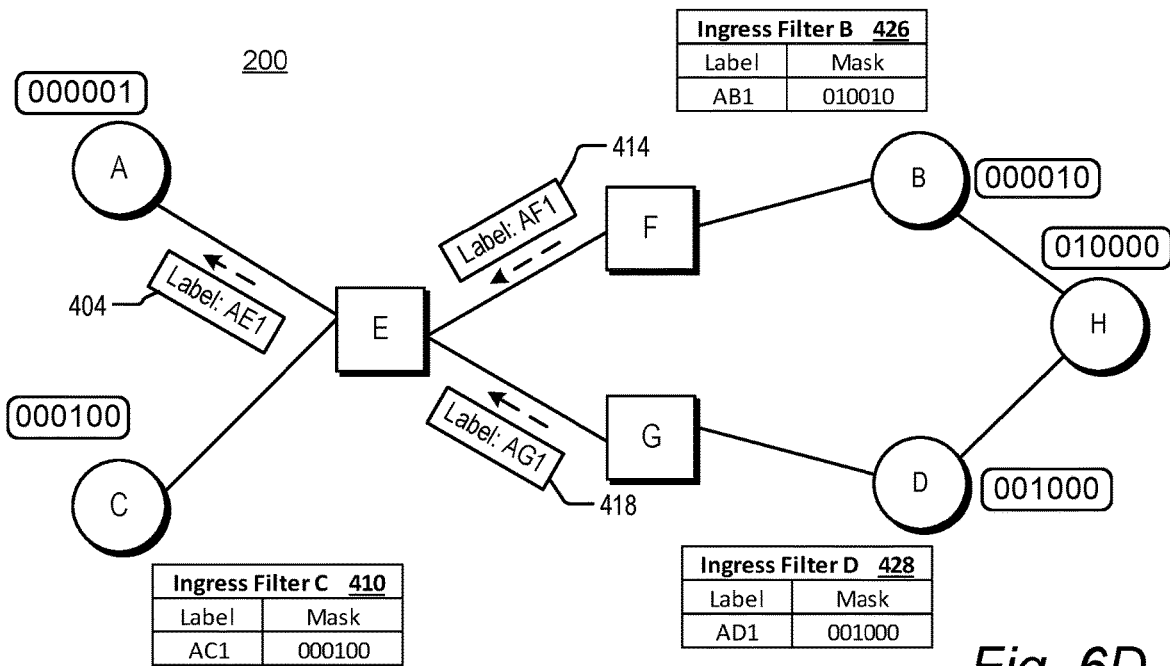 200
Ingress Filter B 426
Label Mask
AB1 010010
000001
A
414
Label: AF1
F
B
000010
010000
H
404
Label: AE1
E
000100
Label: AG1
G
418
C
D
001000
Ingress Filter C 410
Label Mask
AC1 000100
Ingress Filter D 428
Label Mask
AD1 001000
Fig. 6D